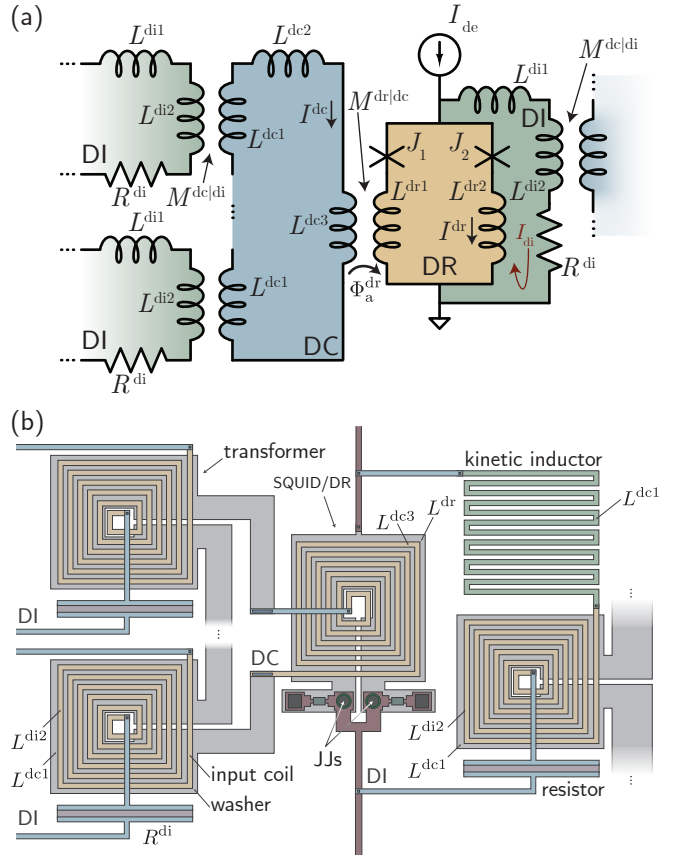 (a)
I_de
L^di1
L^dc2
M^dc|di
L^di1
M^dr|dc
I^dc
L^di2
L^dc1
DI
J_1
J_2
DI
R^di
M^dc|di
L^dr1
L^dr2
L^di2
L^di1
L^dc3
I^dr
I_di
L^di2
L^dc1
DR
R^di
Φ_a^dr
DI
DC
R^di
(b)
transformer
kinetic inductor
SQUID/DR
L^dr
L^dc1
L^dc3
DI
...
...
DC
L^di2
L^di2
L^dc1
input coil
JJs
L^dc1
washer
DI
resistor
...
DI
R^di